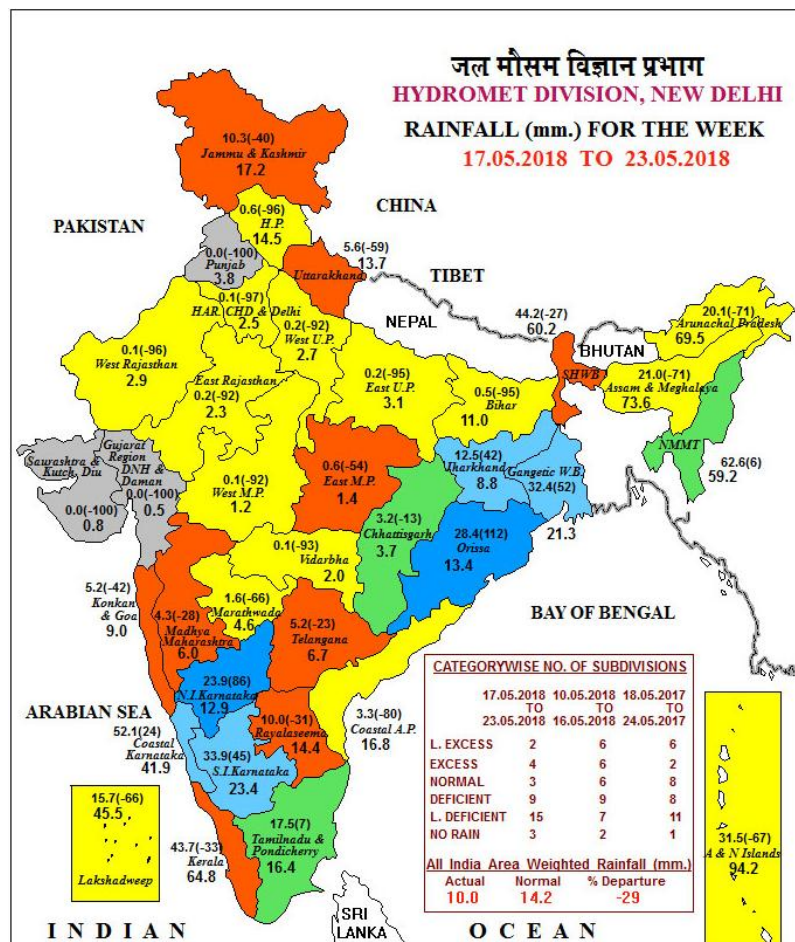 जल मौसम विज्ञान प्रभाग
HYDROMET DIVISION, NEW DELHI
RAINFALL (mm.) FOR THE WEEK
17.05.2018 TO 23.05.2018
10.3(-40)
Jammu & Kashmir
17.2
PAKISTAN
CHINA
0.6(-96)
H.P.
14.5
0.0(-100)
Punjab
3.8
5.6(-59)
13.7
Uttarakhand
TIBET
0.1(-97)
HAR. CHD & Delhi
2.5
0.2(-92)
West U.P.
2.7
NEPAL
44.2(-27)
60.2
SHWB
BHUTAN
20.1(-71)
Arunachal Pradesh
69.5
21.0(-71)
Assam & Meghalaya
73.6
NMMT
62.6(6)
59.2
0.1(-96)
West Rajasthan
2.9
East Rajasthan
0.2(-92)
2.3
0.2(-95)
East U.P.
3.1
0.5(-95)
Bihar
11.0
Saurashtra &
Kutch, Diu
0.0(-100)
0.8
Gujarat
Region
DNH &
Daman
0.0(-100)
0.5
0.1(-92)
West M.P.
1.2
0.6(-54)
East M.P.
1.4
12.5(42)
Jharkhand
8.8
Gangetic W.B.
32.4(52)
21.3
3.2(-13)
Chhattisgarh
3.7
28.4(112)
Orissa
13.4
0.1(-93)
Vidarbha
2.0
5.2(-42)
Konkan
& Goa
9.0
4.3(-28)
Madhya
Maharashtra
6.0
1.6(-66)
Marathwada
4.6
5.2(-23)
Telangana
6.7
BAY OF BENGAL
23.9(86)
N.I.Karnataka
12.9
ARABIAN SEA
52.1(24)
Coastal
Karnataka
41.9
10.0(-31)
Rayalaseema
14.4
3.3(-80)
Coastal A.P.
16.8
33.9(45)
S.I.Karnataka
23.4
15.7(-66)
45.5
Lakshadweep
43.7(-33)
Kerala
64.8
17.5(7)
Tamilnadu &
Pondicherry
16.4
CATEGORYWISE NO. OF SUBDIVISIONS
17.05.2018 10.05.2018 18.05.2017
TO TO TO
23.05.2018 16.05.2018 24.05.2017
L. EXCESS 2 6 6
EXCESS 4 6 2
NORMAL 3 6 8
DEFICIENT 9 9 8
L. DEFICIENT 15 7 11
NO RAIN 3 2 1
All India Area Weighted Rainfall (mm.)
Actual Normal % Departure
10.0 14.2 -29
31.5(-67)
A & N Islands
94.2
SRI
LANKA
INDIAN OCEAN